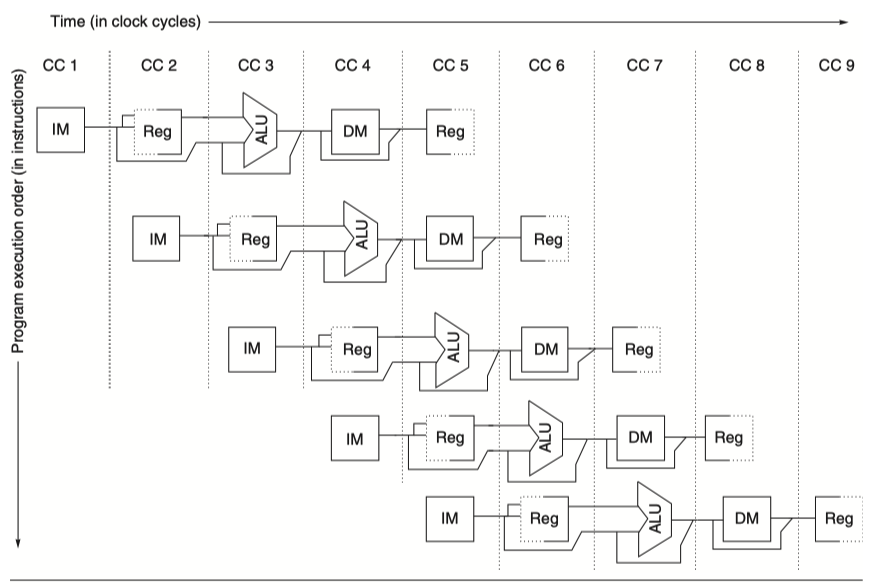 Time (in clock cycles)
CC 1 CC 2 CC 3 CC 4 CC 5 CC 6 CC 7 CC 8 CC 9
Program execution order (in instructions)
IM Reg ALU DM Reg
IM Reg ALU DM Reg
IM Reg ALU DM Reg
IM Reg ALU DM Reg
IM Reg ALU DM Reg